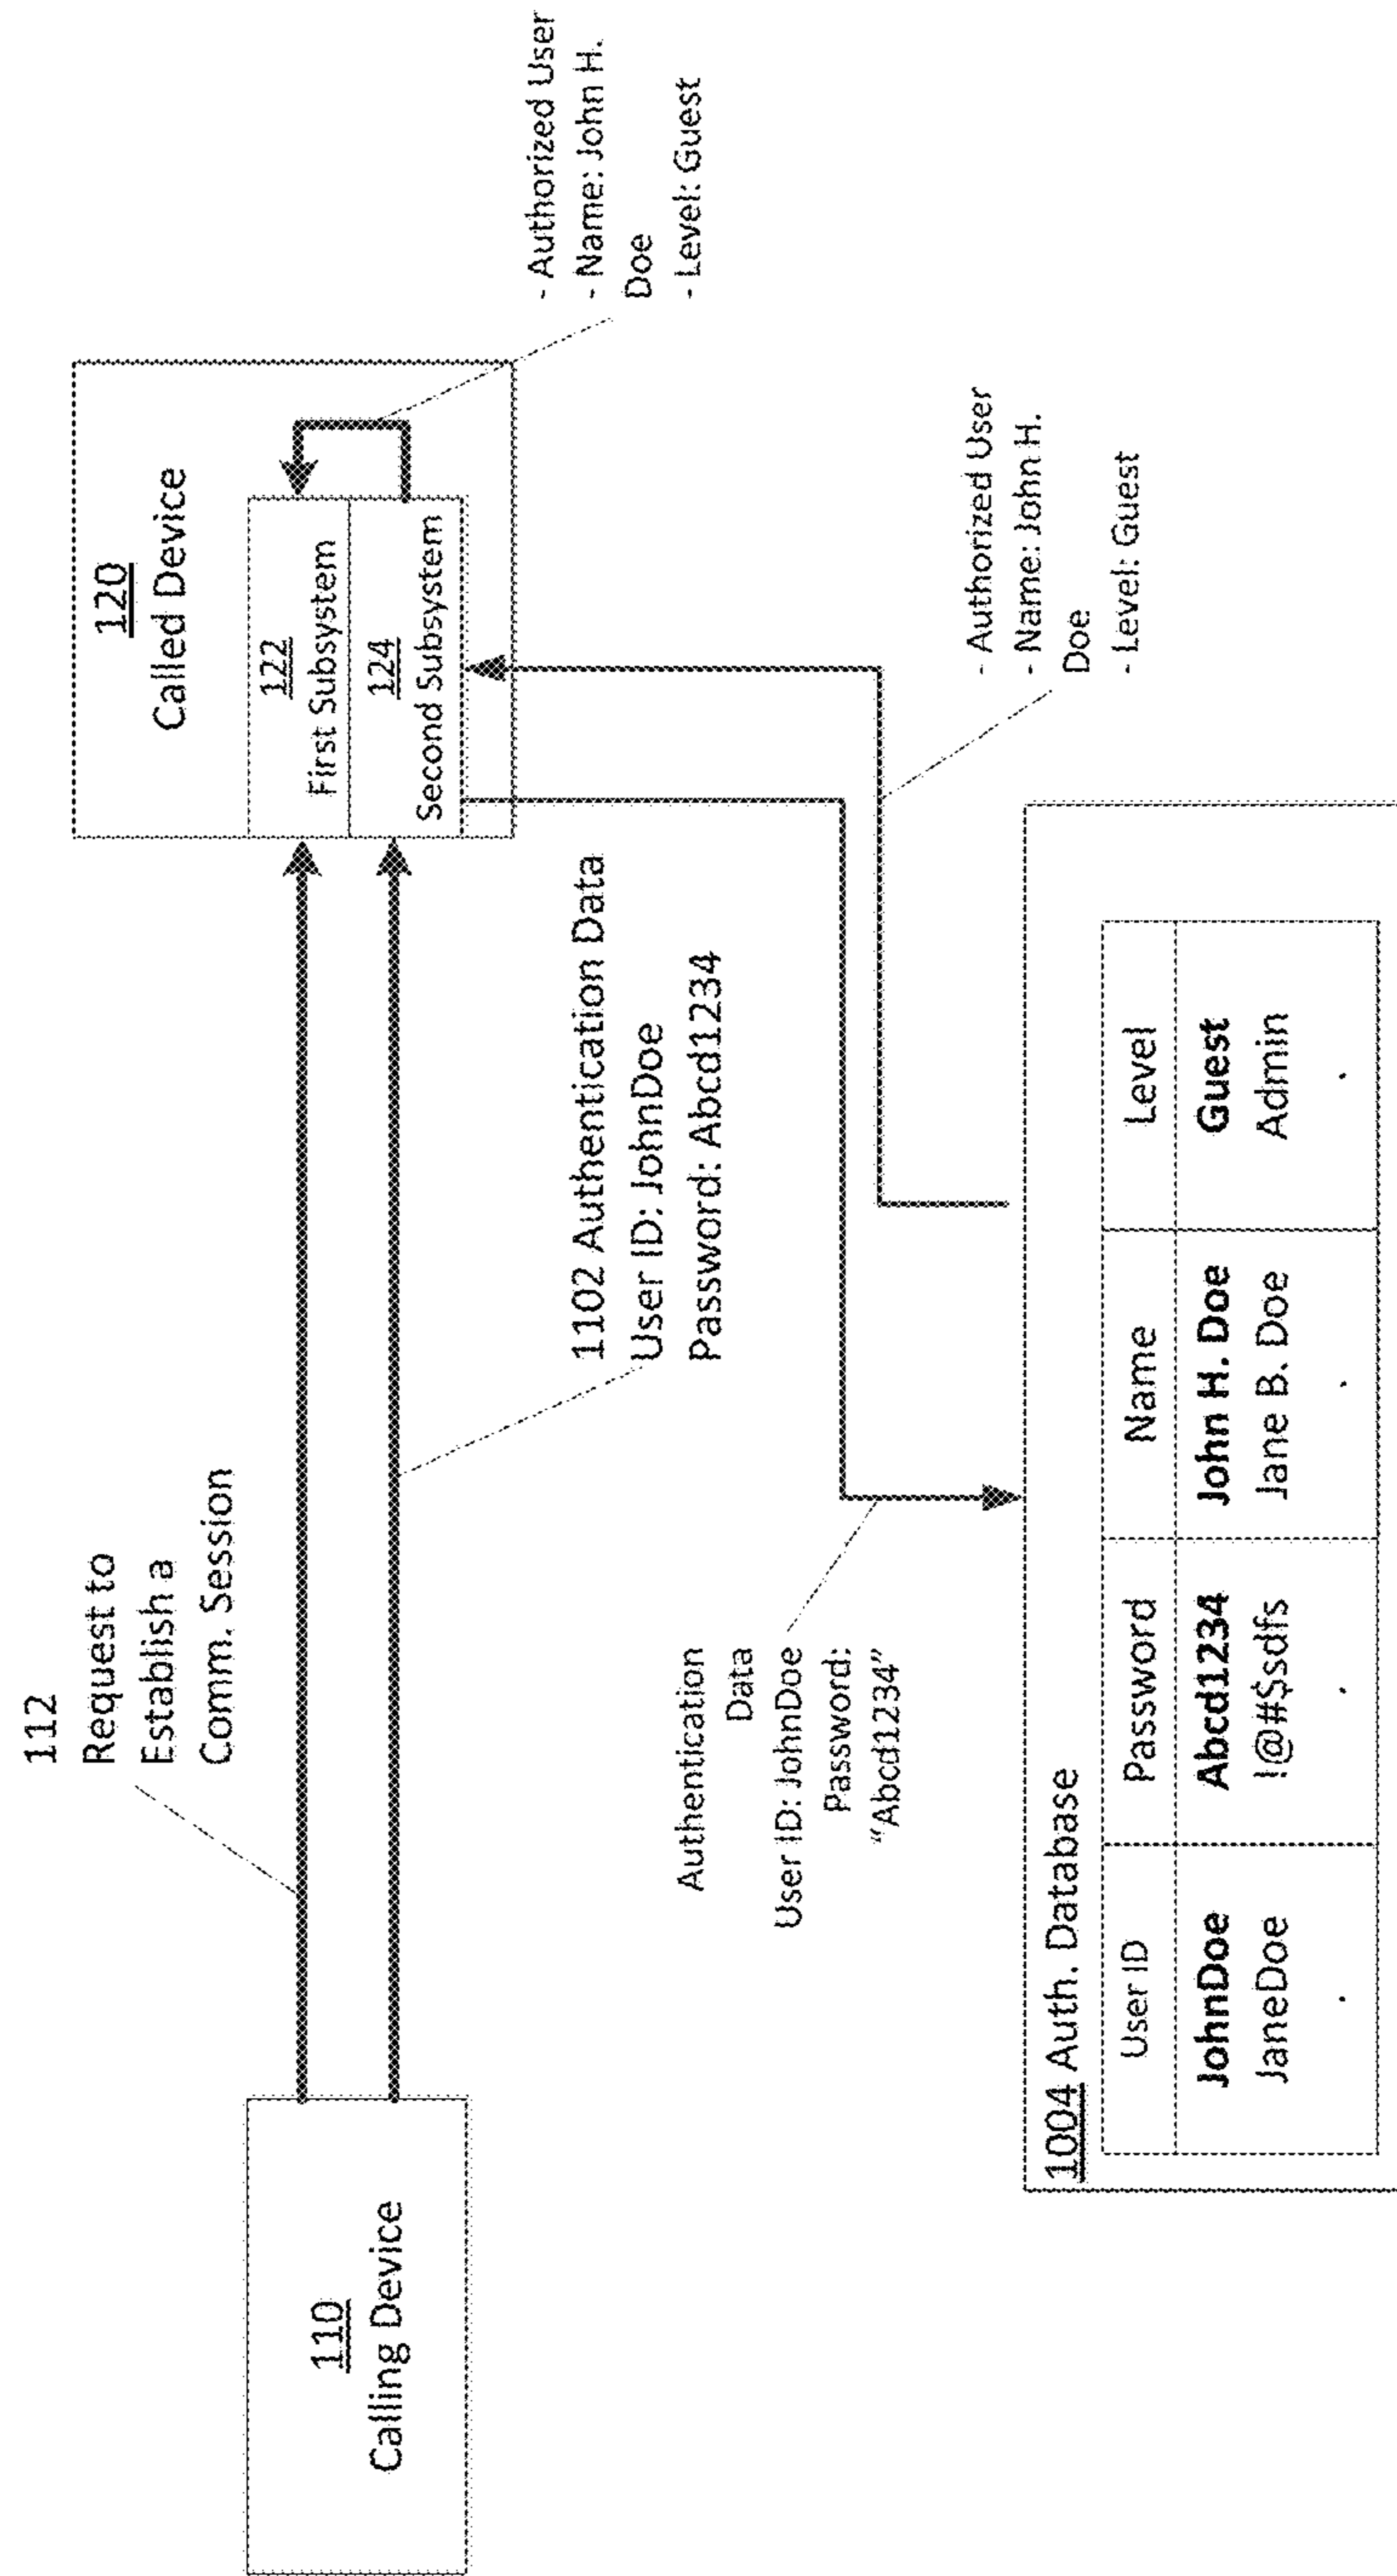 112
Request to
Establish a
Comm. Session
110
Calling Device
120
Called Device
122
First Subsystem
124
Second Subsystem
- Authorized User
- Name: John H.
Doe
- Level: Guest
1102 Authentication Data
User ID: JohnDoe
Password: Abcd1234
Authentication
Data
User ID: JohnDoe
Password:
"Abcd1234"
- Authorized User
- Name: John H.
Doe
- Level: Guest
1004 Auth. Database
User ID Password Name Level
JohnDoe Abcd1234 John H. Doe Guest
JaneDoe !@#$sdfs Jane B. Doe Admin
. . . .